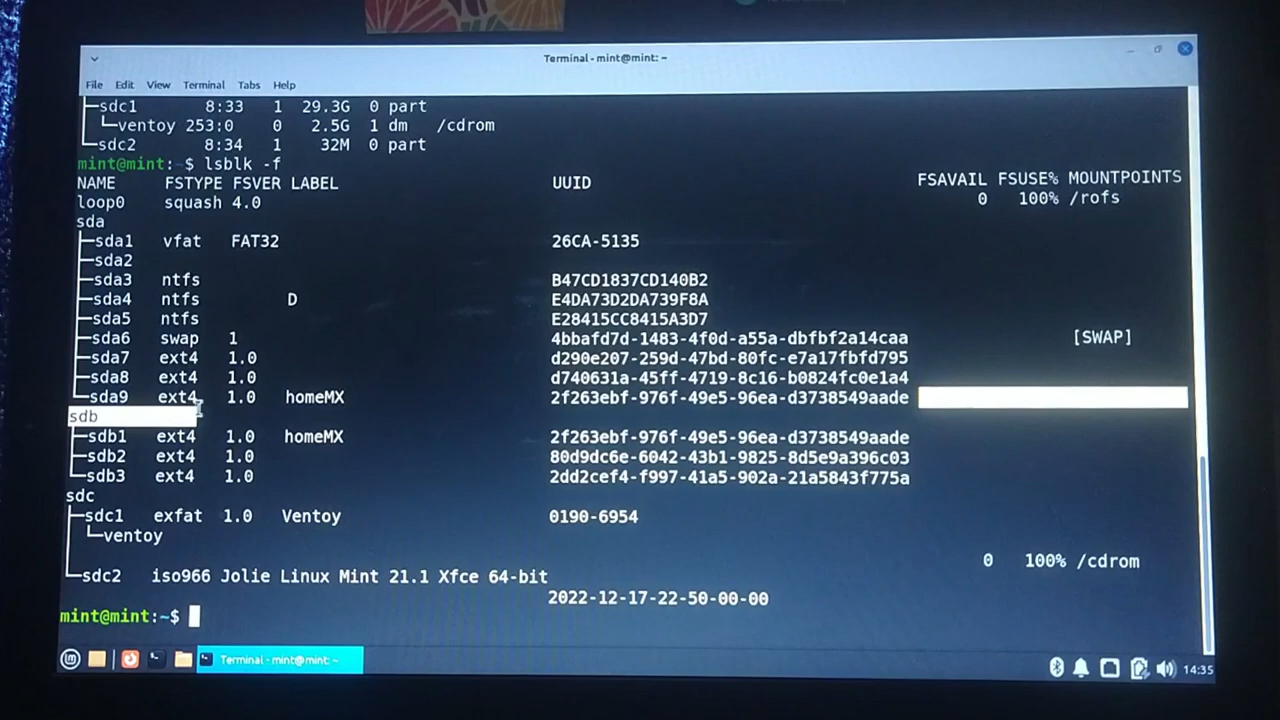 Terminal - mint@mint: ~
File Edit View Terminal Tabs Help
├─sdc1 8:33 1 29.3G 0 part
│ └─ventoy 253:0 0 2.5G 1 dm /cdrom
└─sdc2 8:34 1 32M 0 part
mint@mint:~$ lsblk -f
NAME FSTYPE FSVER LABEL UUID FSAVAIL FSUSE% MOUNTPOINTS
loop0 squash 4.0 0 100% /rofs
sda
├─sda1 vfat FAT32 26CA-5135
├─sda2
├─sda3 ntfs B47CD1837CD140B2
├─sda4 ntfs D E4DA73D2DA739F8A
├─sda5 ntfs E28415CC8415A3D7
├─sda6 swap 1 4bbafd7d-1483-4f0d-a55a-dbfbf2a14caa [SWAP]
├─sda7 ext4 1.0 d290e207-259d-47bd-80fc-e7a17fbfd795
├─sda8 ext4 1.0 d740631a-45ff-4719-8c16-b0824fc0e1a4
└─sda9 ext4 1.0 homeMX 2f263ebf-976f-49e5-96ea-d3738549aade
sdb
├─sdb1 ext4 1.0 homeMX 2f263ebf-976f-49e5-96ea-d3738549aade
├─sdb2 ext4 1.0 80d9dc6e-6042-43b1-9825-8d5e9a396c03
└─sdb3 ext4 1.0 2dd2cef4-f997-41a5-902a-21a5843f775a
sdc
├─sdc1 exfat 1.0 Ventoy 0190-6954
│ └─ventoy
│ 0 100% /cdrom
└─sdc2 iso966 Jolie Linux Mint 21.1 Xfce 64-bit
2022-12-17-22-50-00-00
mint@mint:~$
Terminal - mint@mint: ~
14:35